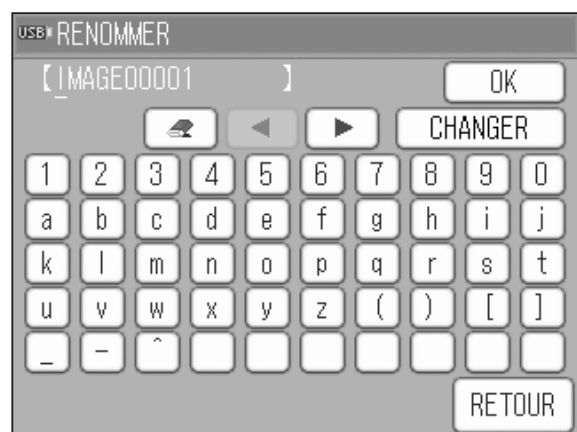 USB RENOMMER
[IMAGE00001 ] OK
CHANGER
1 2 3 4 5 6 7 8 9 0
a b c d e f g h i j
k l m n o p q r s t
u v w x y z ( ) [ ]
_ - ^
RETOUR